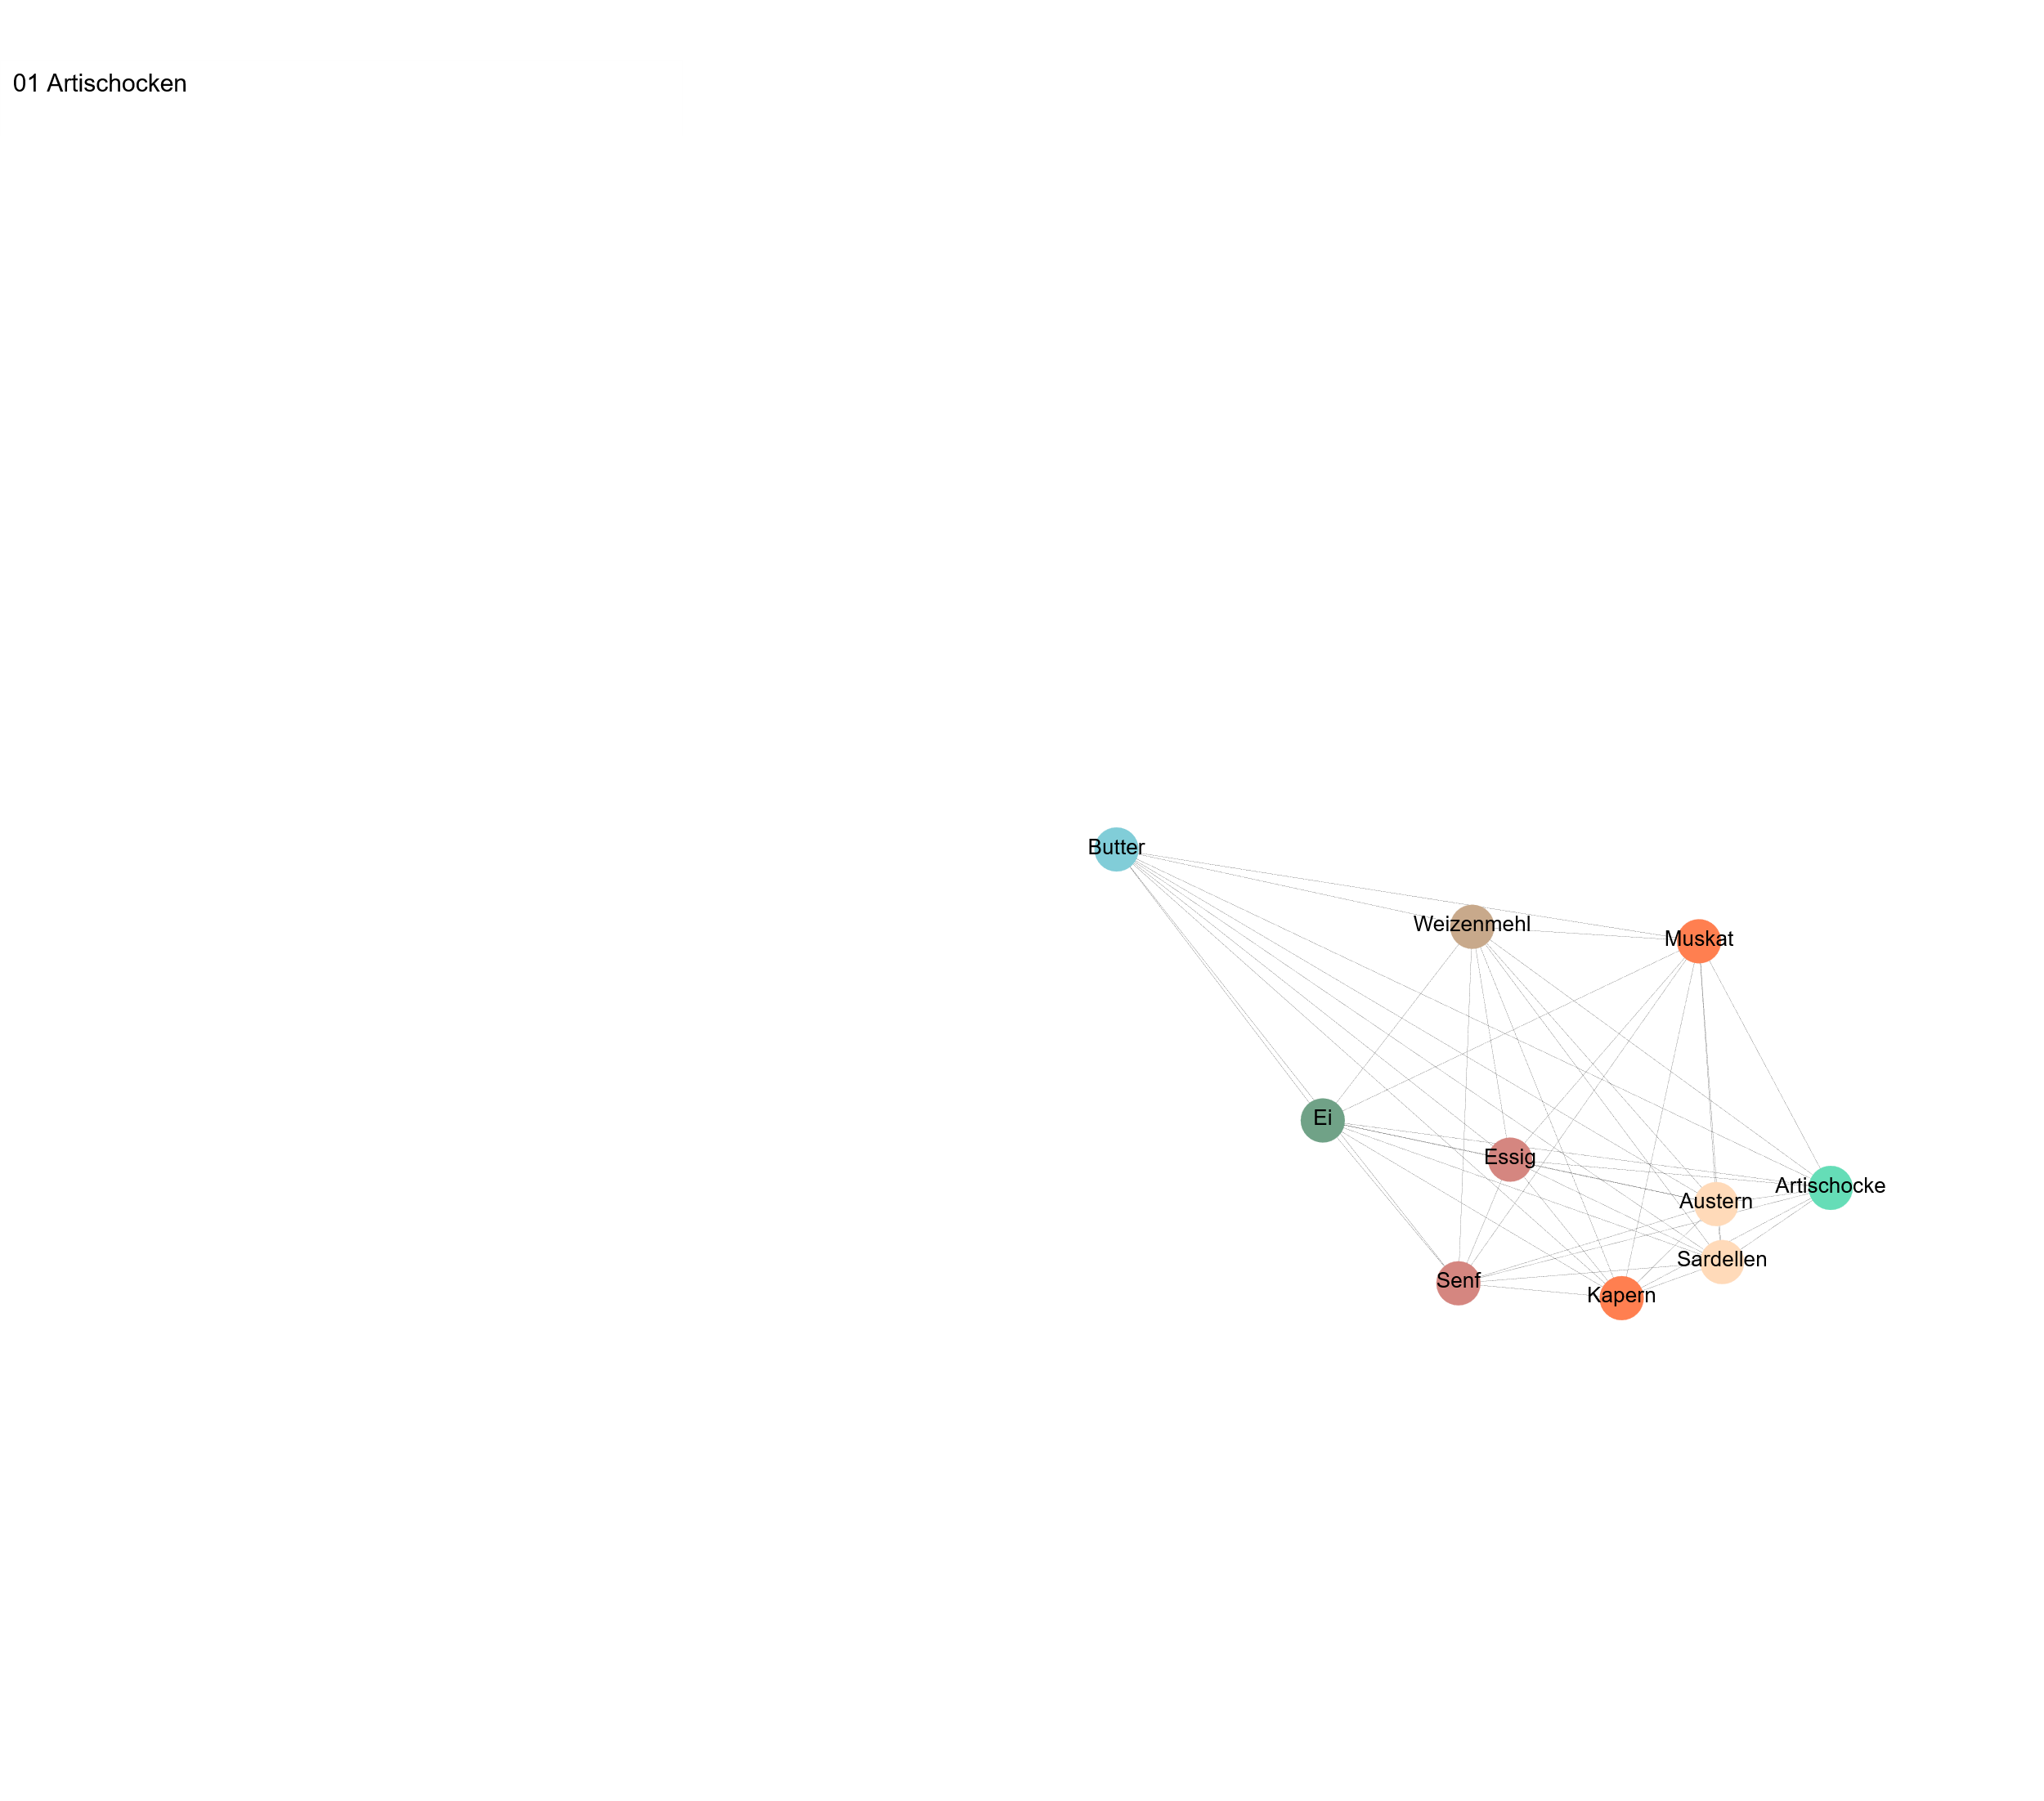 01 Artischocken
Butter
Weizenmehl
Muskat
Ei
Essig
Artischocke
Austern
Sardellen
Senf
Kapern